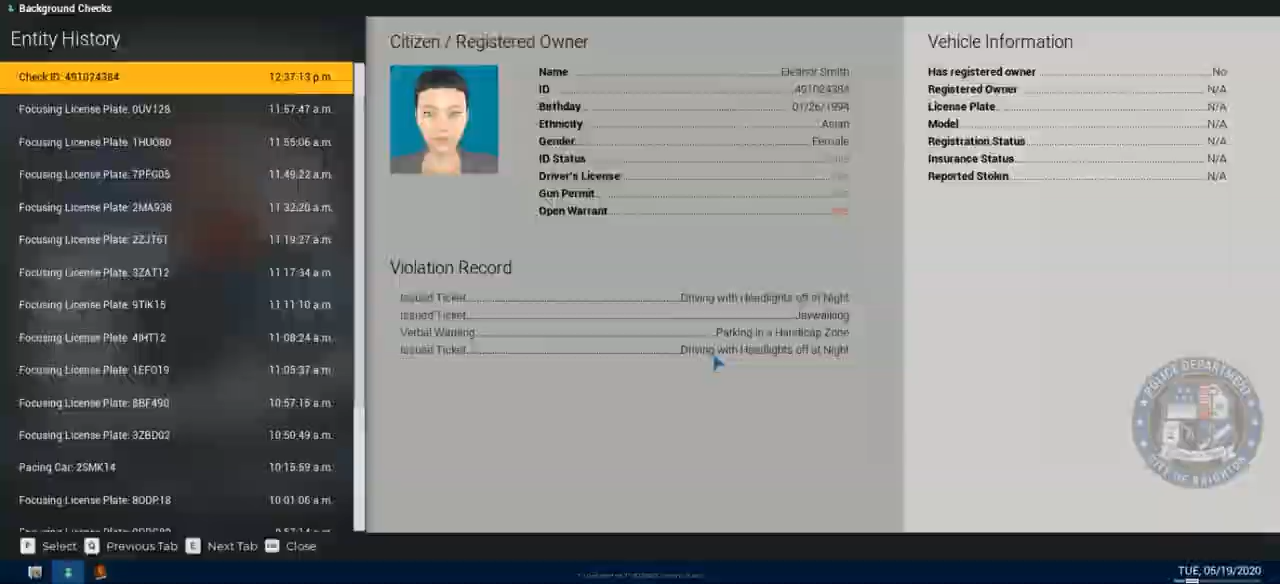 Background Checks
Entity History
Check ID: 491024384 12:37:13 p.m.
Focusing License Plate: 0UV128 11:57:47 a.m.
Focusing License Plate: 1HU080 11:55:06 a.m.
Focusing License Plate: 7PFG05 11:49:22 a.m.
Focusing License Plate: 2MA938 11:32:20 a.m.
Focusing License Plate: 2ZJT61 11:19:27 a.m.
Focusing License Plate: 3ZAT12 11:17:34 a.m.
Focusing License Plate: 9TIK15 11:11:10 a.m.
Focusing License Plate: 4IHT12 11:08:24 a.m.
Focusing License Plate: 1EFO19 11:05:37 a.m.
Focusing License Plate: 8BF490 10:57:15 a.m.
Focusing License Plate: 3ZBD02 10:50:49 a.m.
Pacing Car: 2SMK14 10:15:59 a.m.
Focusing License Plate: 8ODP18 10:01:06 a.m.
Focusing License Plate:
Select Previous Tab E Next Tab Close
Citizen / Registered Owner
Name Eleanor Smith
ID 491024384
Birthday 01/26/1994
Ethnicity Asian
Gender Female
ID Status
Driver's License
Gun Permit
Open Warrant
Violation Record
Issued Ticket Driving with Headlights off at Night
Issued Ticket Jaywalking
Verbal Warning Parking in a Handicap Zone
Issued Ticket Driving with Headlights off at Night
Vehicle Information
Has registered owner No
Registered Owner N/A
License Plate N/A
Model N/A
Registration Status N/A
Insurance Status N/A
Reported Stolen N/A
POLICE DEPARTMENT
CITY OF BRIGHTON
TUE, 05/19/2020